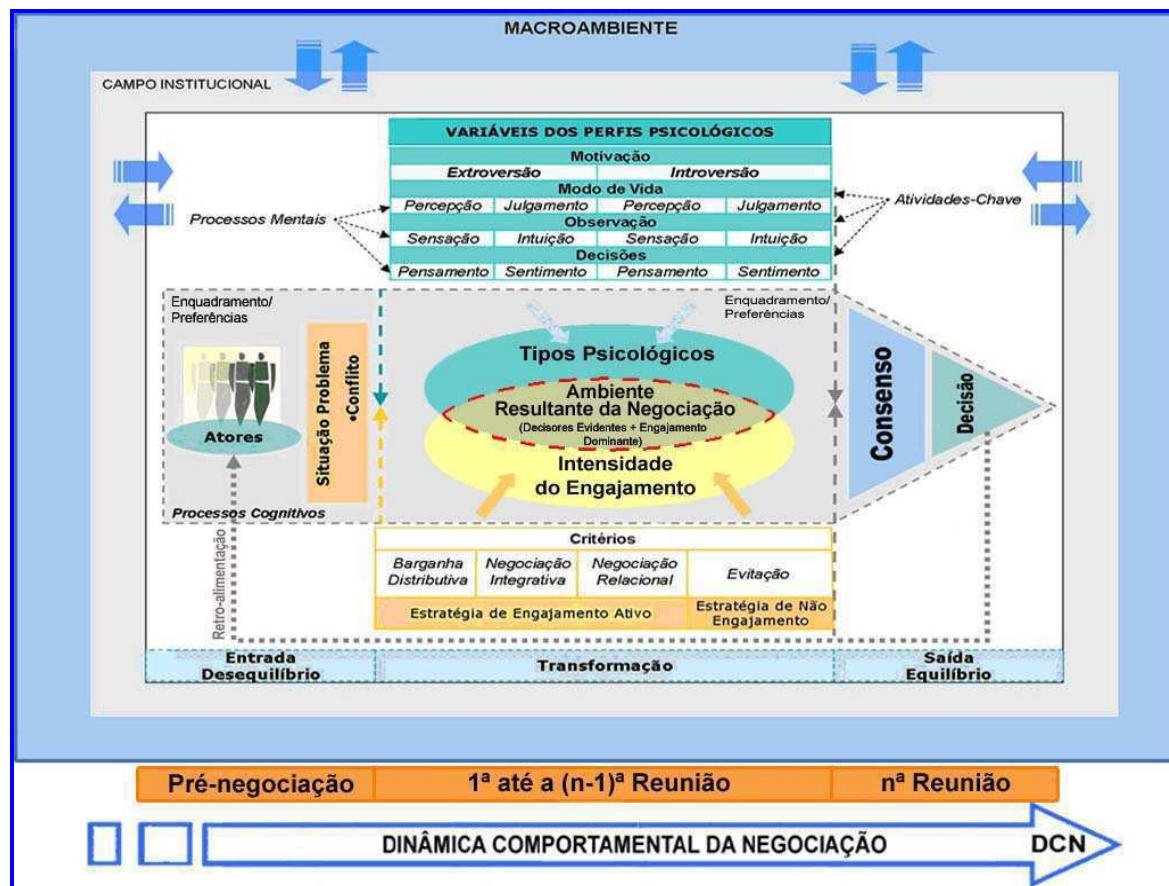 MACROAMBIENTE
CAMPO INSTITUCIONAL
VARIÁVEIS DOS PERFIS PSICOLÓGICOS
Motivação
Extroversão Introversão
Modo de Vida
Percepção Julgamento Percepção Julgamento
Observação
Sensação Intuição Sensação Intuição
Decisões
Pensamento Sentimento Pensamento Sentimento
Processos Mentais
Atividades-Chave
Enquadramento/
Preferências
Atores
Situação Problema
•Conflito
Processos Cognitivos
Enquadramento/
Preferências
Tipos Psicológicos
Ambiente
Resultante da Negociação
(Decisores Evidentes + Engajamento
Dominante)
Intensidade
do Engajamento
Consenso
Decisão
Retro-alimentação
Critérios
Barganha
Distributiva
Negociação
Integrativa
Negociação
Relacional
Evitação
Estratégia de Engajamento Ativo
Estratégia de Não
Engajamento
Entrada
Desequilíbrio
Transformação
Saída
Equilíbrio
Pré-negociação
1ª até a (n-1)ª Reunião
nª Reunião
DINÂMICA COMPORTAMENTAL DA NEGOCIAÇÃO
DCN